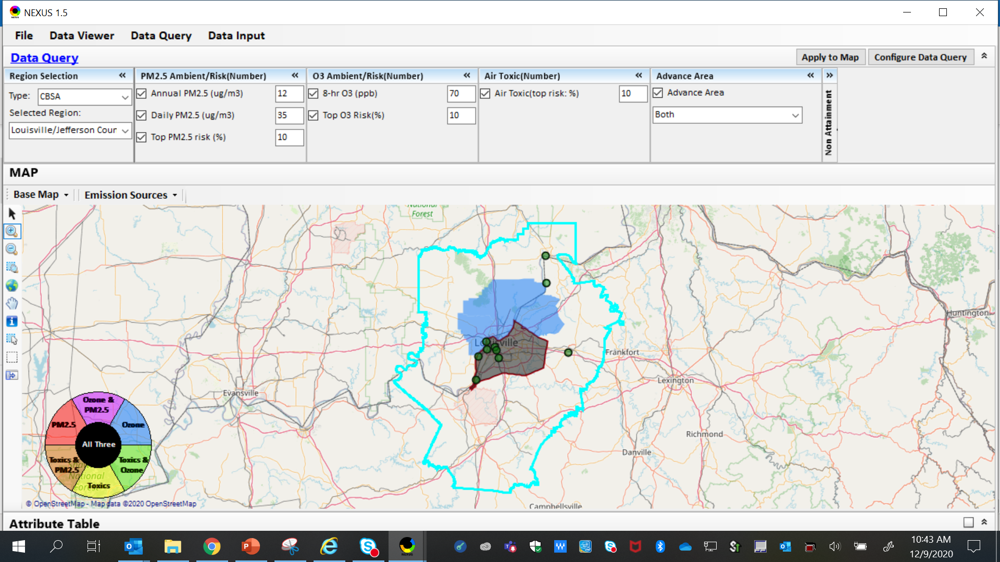 NEXUS 1.5
File Data Viewer Data Query Data Input
Data Query
Apply to Map Configure Data Query
Region Selection
Type: CBSA
Selected Region:
Louisville/Jefferson Cour
PM2.5 Ambient/Risk(Number)
Annual PM2.5 (ug/m3) 12
Daily PM2.5 (ug/m3) 35
Top PM2.5 risk (%) 10
O3 Ambient/Risk(Number)
8-hr O3 (ppb) 70
Top O3 Risk(%) 10
Air Toxic(Number)
Air Toxic(top risk: %) 10
Advance Area
Advance Area
Both
Non Attainment
MAP
Base Map Emission Sources
National
Forest
Huntington
Louisville
Frankfort
Lexington
Evansville
Richmond
Danville
Campbellsville
Ozone &
PM2.5
PM2.5
Ozone
All Three
Toxics &
PM2.5
Toxics &
Ozone
Toxics
National
© OpenStreetMap - Map data ©2020 OpenStreetMap
Attribute Table
10:43 AM
12/9/2020